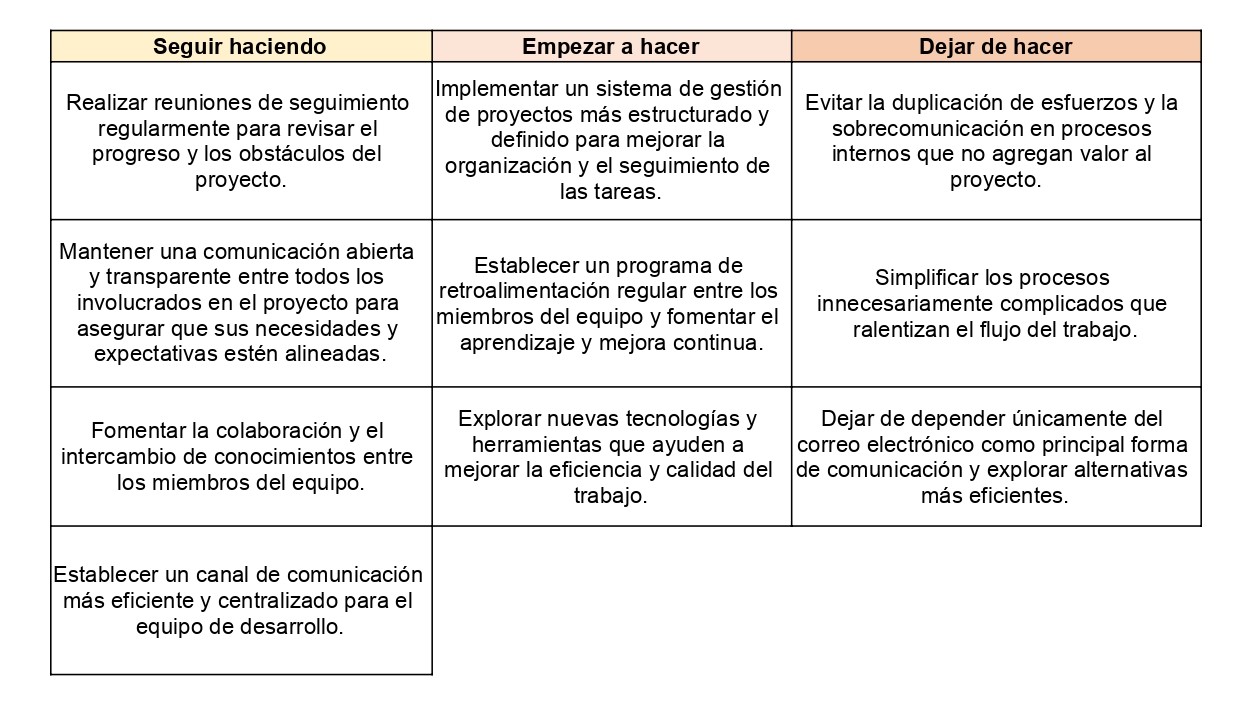 Seguir haciendo
Empezar a hacer
Dejar de hacer
Realizar reuniones de seguimiento
regularmente para revisar el
progreso y los obstáculos del
proyecto.
Implementar un sistema de gestión
de proyectos más estructurado y
definido para mejorar la
organización y el seguimiento de
las tareas.
Evitar la duplicación de esfuerzos y la
sobrecomunicación en procesos
internos que no agregan valor al
proyecto.
Mantener una comunicación abierta
y transparente entre todos los
involucrados en el proyecto para
asegurar que sus necesidades y
expectativas estén alineadas.
Establecer un programa de
retroalimentación regular entre los
miembros del equipo y fomentar el
aprendizaje y mejora continua.
Simplificar los procesos
innecesariamente complicados que
ralentizan el flujo del trabajo.
Fomentar la colaboración y el
intercambio de conocimientos entre
los miembros del equipo.
Explorar nuevas tecnologías y
herramientas que ayuden a
mejorar la eficiencia y calidad del
trabajo.
Dejar de depender únicamente del
correo electrónico como principal forma
de comunicación y explorar alternativas
más eficientes.
Establecer un canal de comunicación
más eficiente y centralizado para el
equipo de desarrollo.